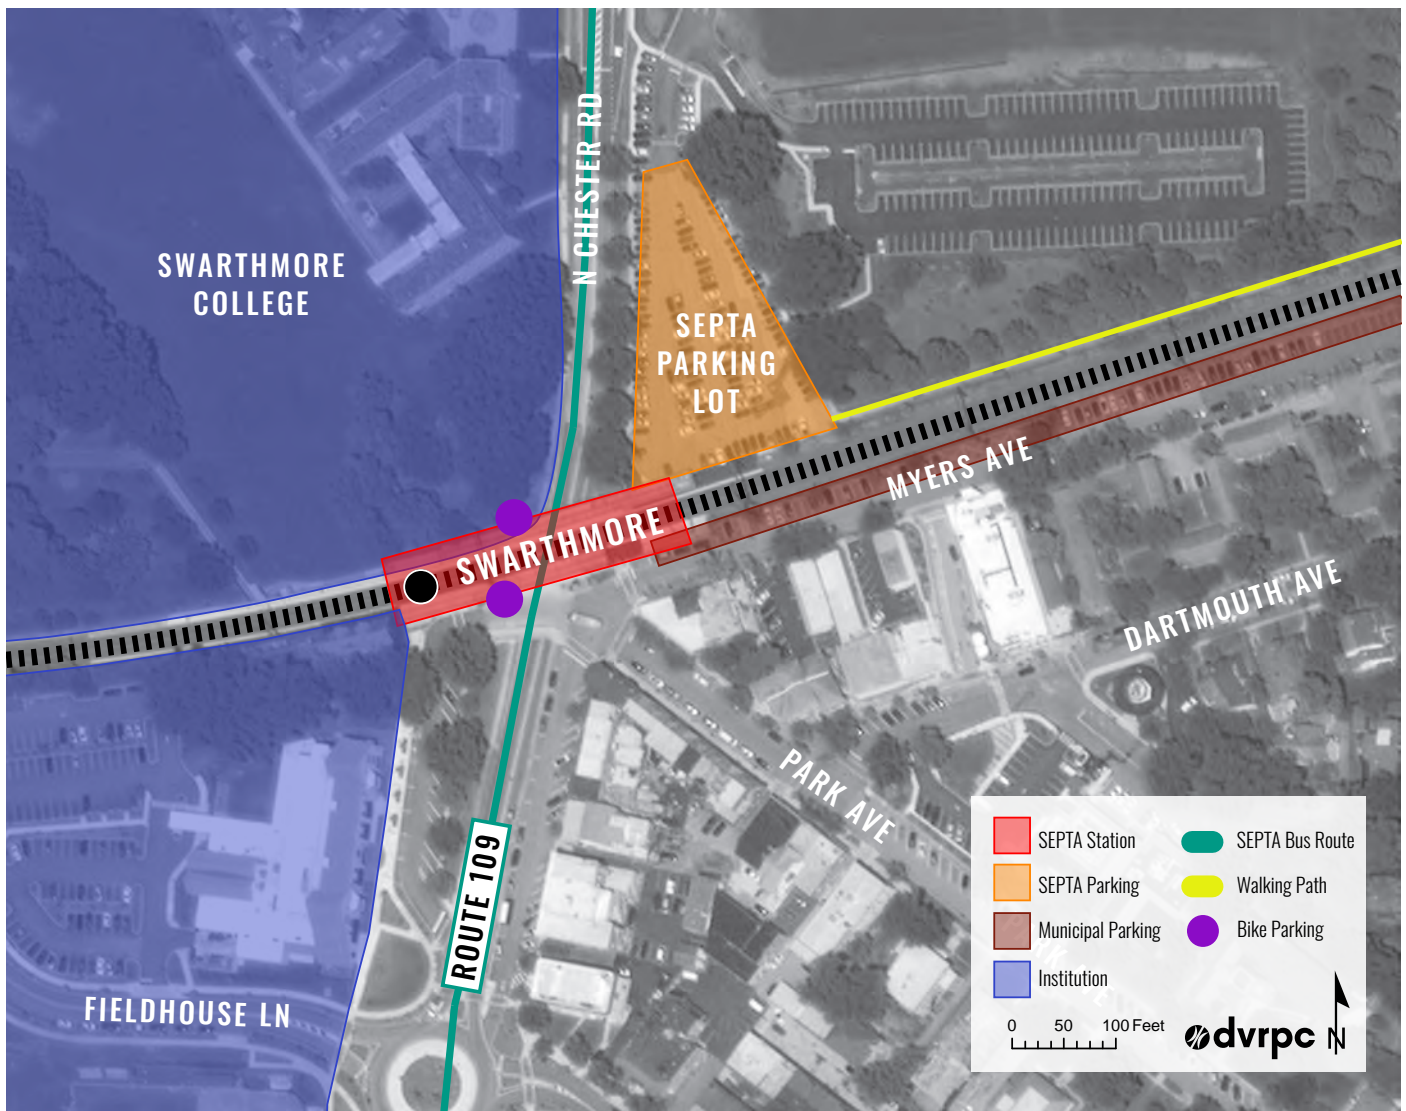 N CHESTER RD
SWARTHMORE
COLLEGE
SEPTA
PARKING
LOT
MYERS AVE
SWARTHMORE
DARTMOUTH AVE
PARK AVE
ROUTE 109
FIELDHOUSE LN
SEPTA Station
SEPTA Bus Route
SEPTA Parking
Walking Path
Municipal Parking
Bike Parking
Institution
0 50 100 Feet
dvrpc
N